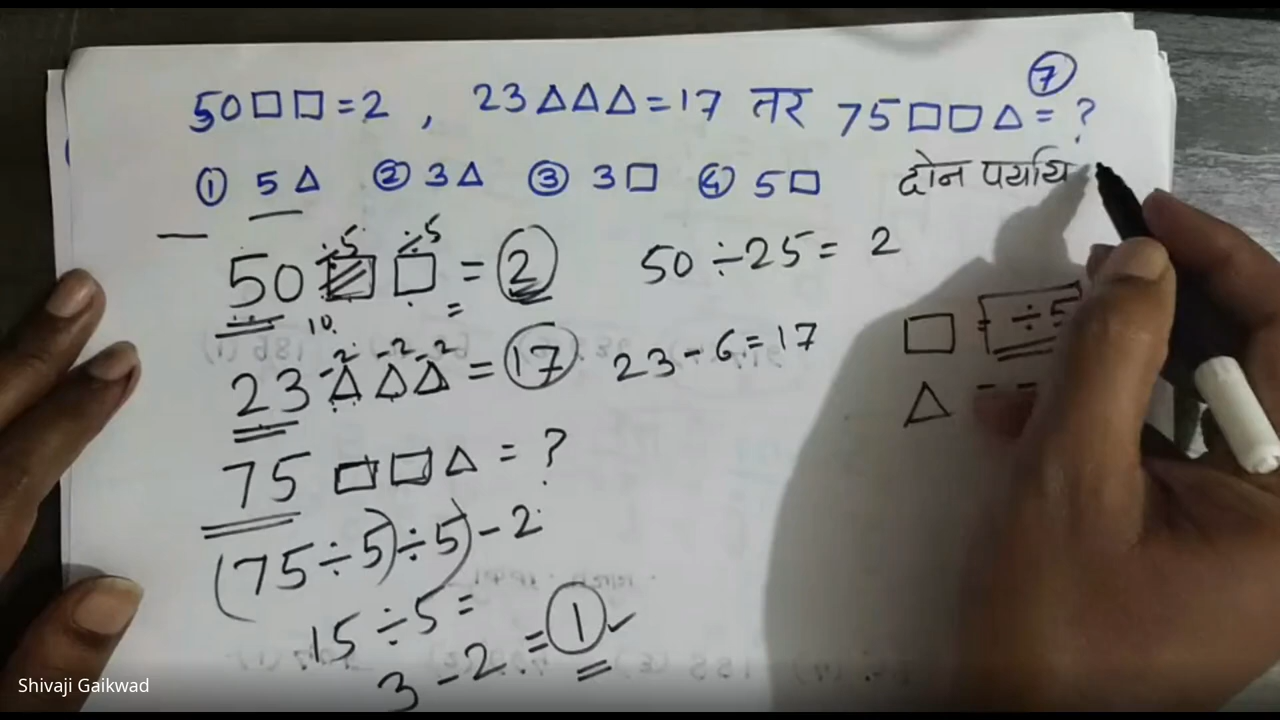 ⑦
50□□=2 , 23△△△=17 तर 75□□△=?
① 5△ ② 3△ ③ 3□ ④ 5□ दोन पर्याय
÷5 ÷5
50□□=② 50÷25= 2
10. □ = ÷5
-2 -2 -2
23△△△=⑰ 23-6=17
△ =
75 □□△ = ?
(75÷5)÷5)-2
15÷5=
3-2=①✓
Shivaji Gaikwad